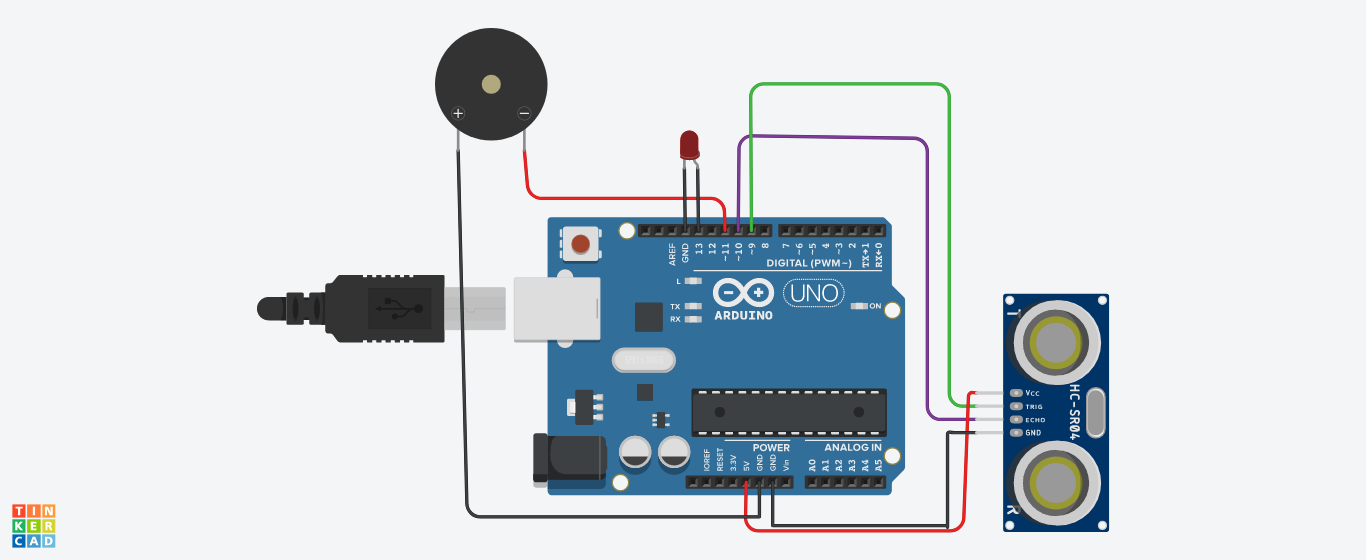 + −
AREF
GND
13
12
~11
~10
~9
8
7
~6
~5
4
~3
2
TX→1
RX←0
DIGITAL (PWM~)
L
TX
RX
ON
UNO
ARDUINO
T
VCC
TRIG
ECHO
GND
HC-SR04
R
POWER
ANALOG IN
IOREF
RESET
3.3V
5V
GND
GND
Vin
A0
A1
A2
A3
A4
A5
TIN
KER
CAD